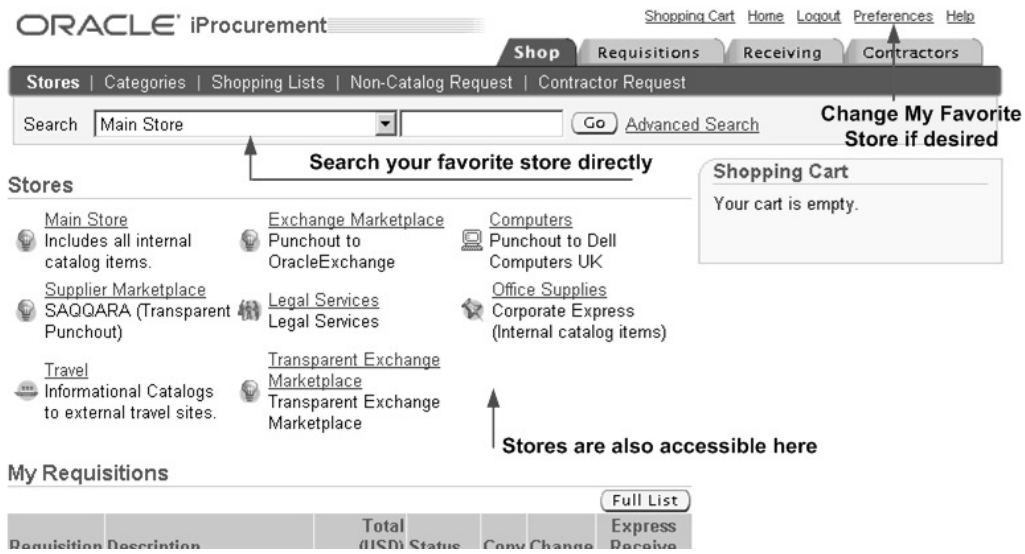 ORACLE iProcurement
Shopping Cart Home Logout Preferences Help
Shop Requisitions Receiving Contractors
Stores | Categories | Shopping Lists | Non-Catalog Request | Contractor Request
Search Main Store Go Advanced Search
Change My Favorite
Store if desired
Search your favorite store directly
Shopping Cart
Your cart is empty.
Stores
Main Store
Includes all internal
catalog items.
Exchange Marketplace
Punchout to
OracleExchange
Computers
Punchout to Dell
Computers UK
Supplier Marketplace
SAQQARA (Transparent
Punchout)
Legal Services
Legal Services
Office Supplies
Corporate Express
(Internal catalog items)
Travel
Informational Catalogs
to external travel sites.
Transparent Exchange
Marketplace
Transparent Exchange
Marketplace
Stores are also accessible here
My Requisitions
Full List
Requisition Description Total (USD) Status Copy Change Express Receive